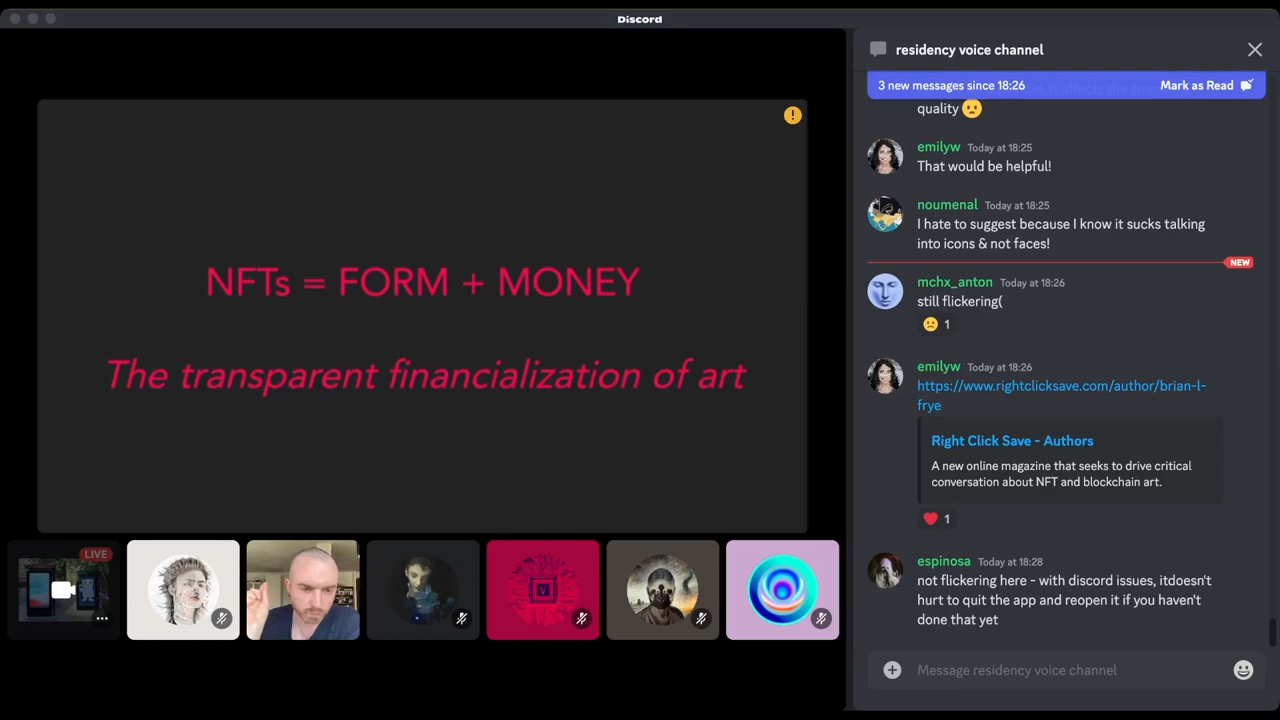 Discord
NFTs = FORM + MONEY
The transparent financialization of art
LIVE
V
residency voice channel
3 new messages since 18:26
Mark as Read
quality
emilyw Today at 18:25
That would be helpful!
noumenal Today at 18:25
I hate to suggest because I know it sucks talking
into icons & not faces!
NEW
mchx_anton Today at 18:26
still flickering(
1
emilyw Today at 18:26
https://www.rightclicksave.com/author/brian-l-
frye
Right Click Save - Authors
A new online magazine that seeks to drive critical
conversation about NFT and blockchain art.
1
espinosa Today at 18:28
not flickering here - with discord issues, itdoesn't
hurt to quit the app and reopen it if you haven't
done that yet
Message residency voice channel